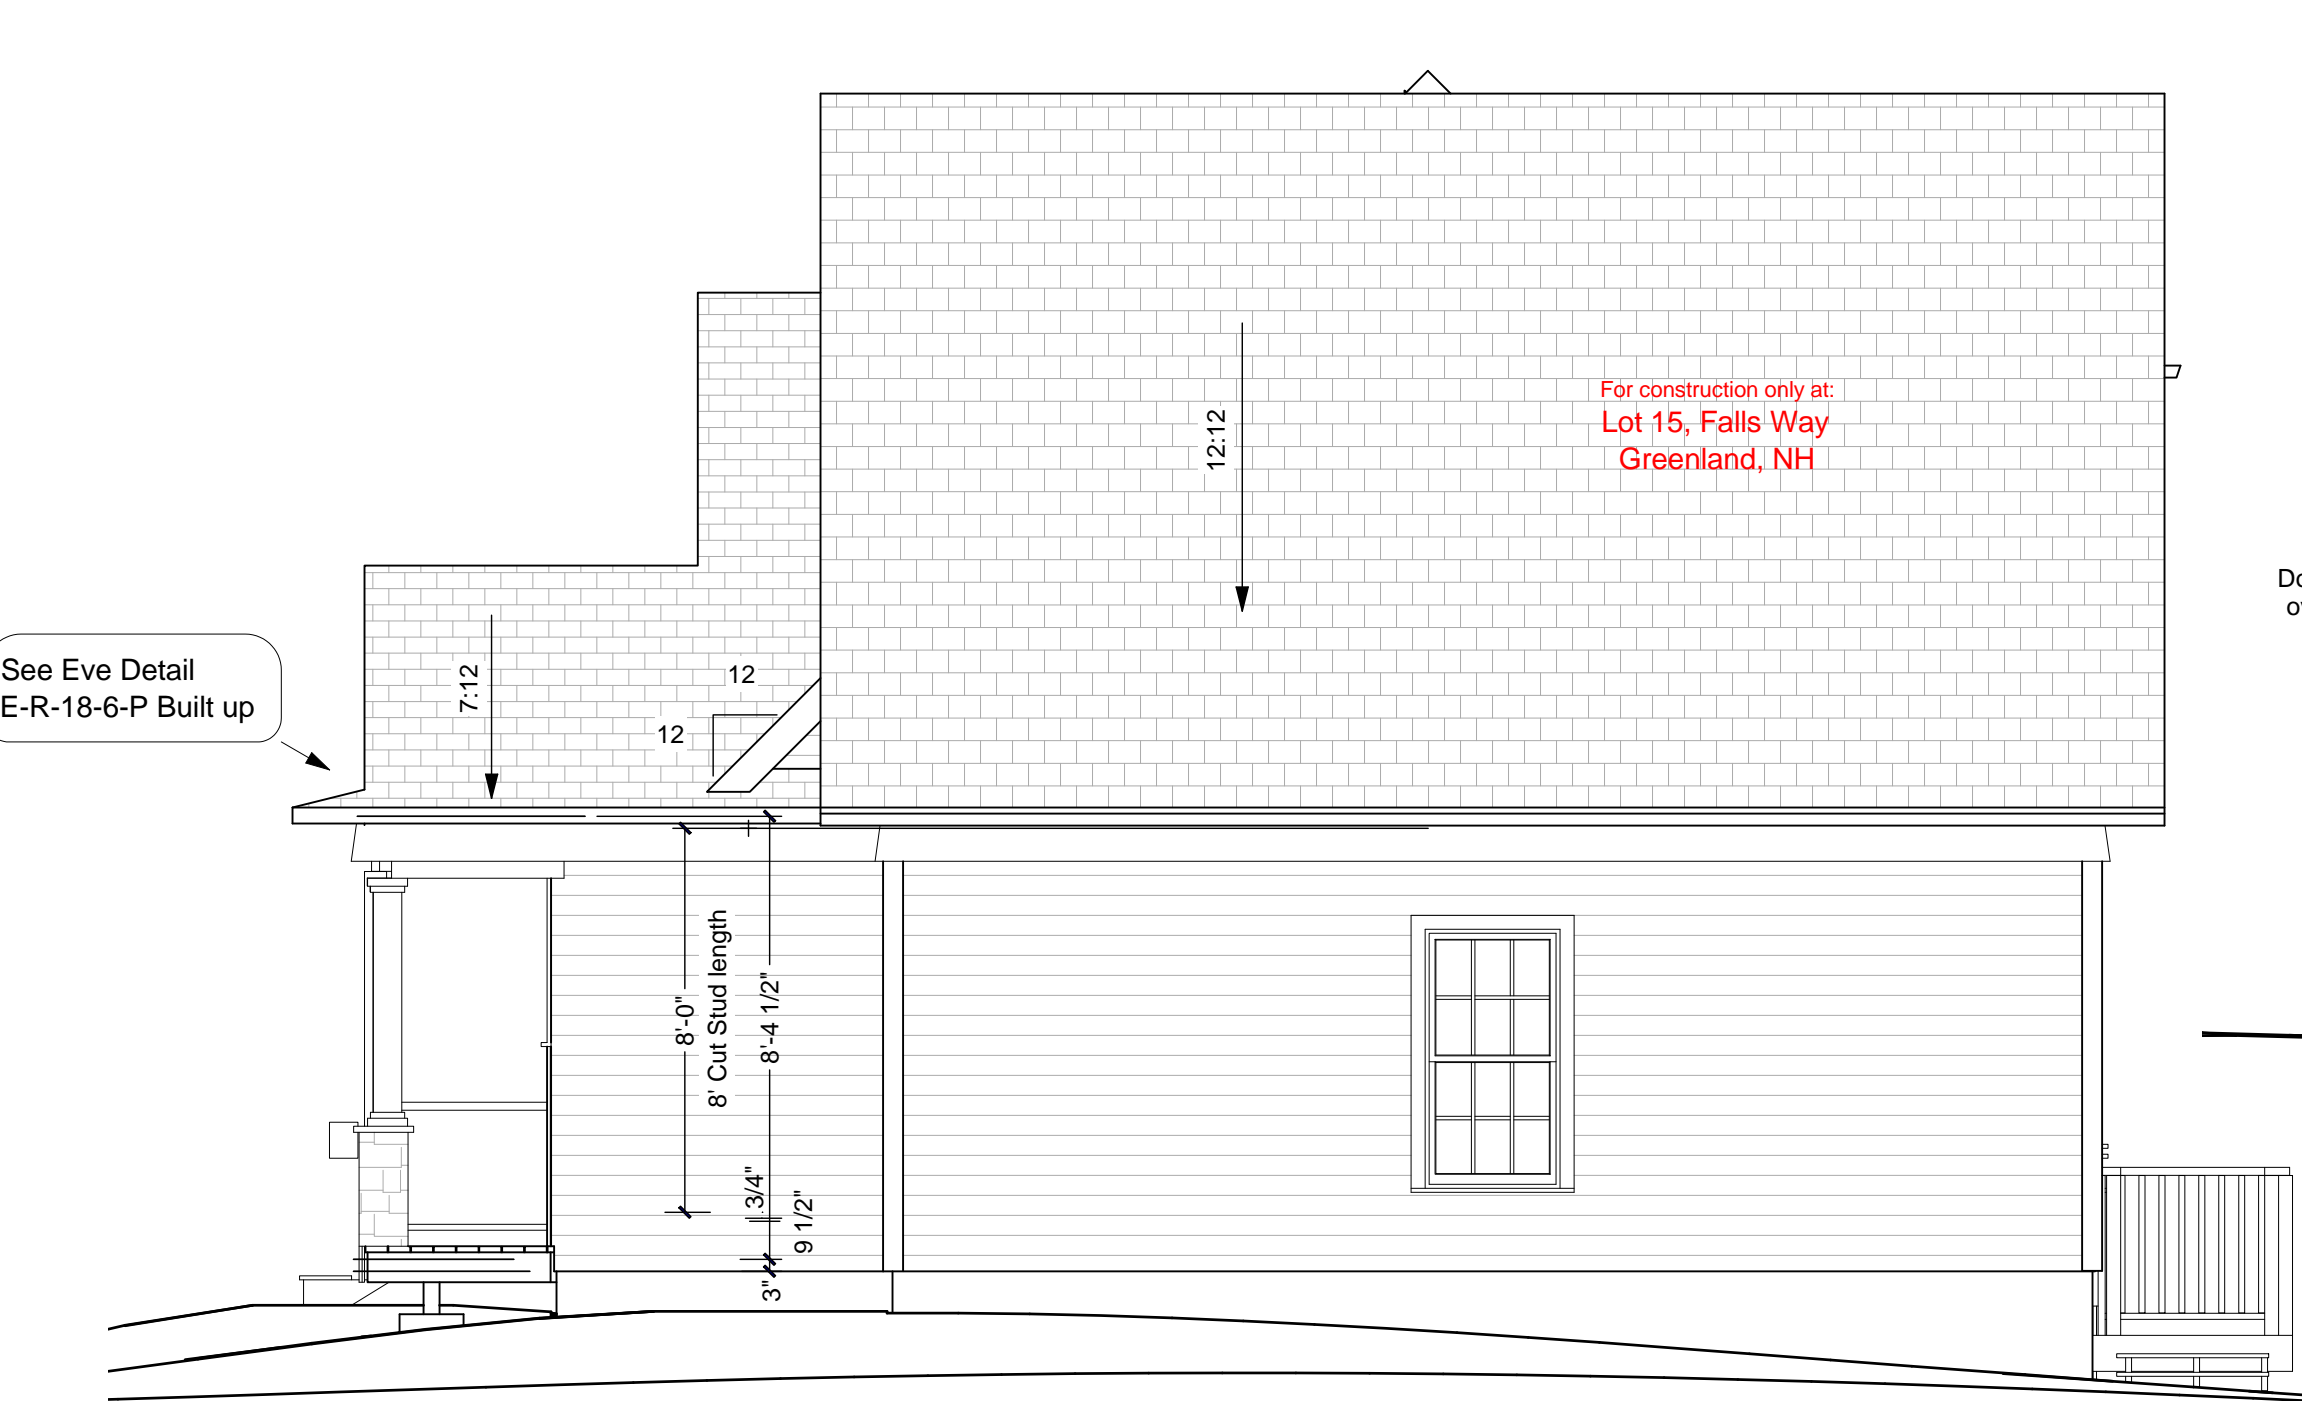 For construction only at:
Lot 15, Falls Way
Greenland, NH
12:12
See Eve Detail
E-R-18-6-P Built up
7:12
12
12
8'-0"
8' Cut Stud length
8'-4 1/2"
3/4"
9 1/2"
3"